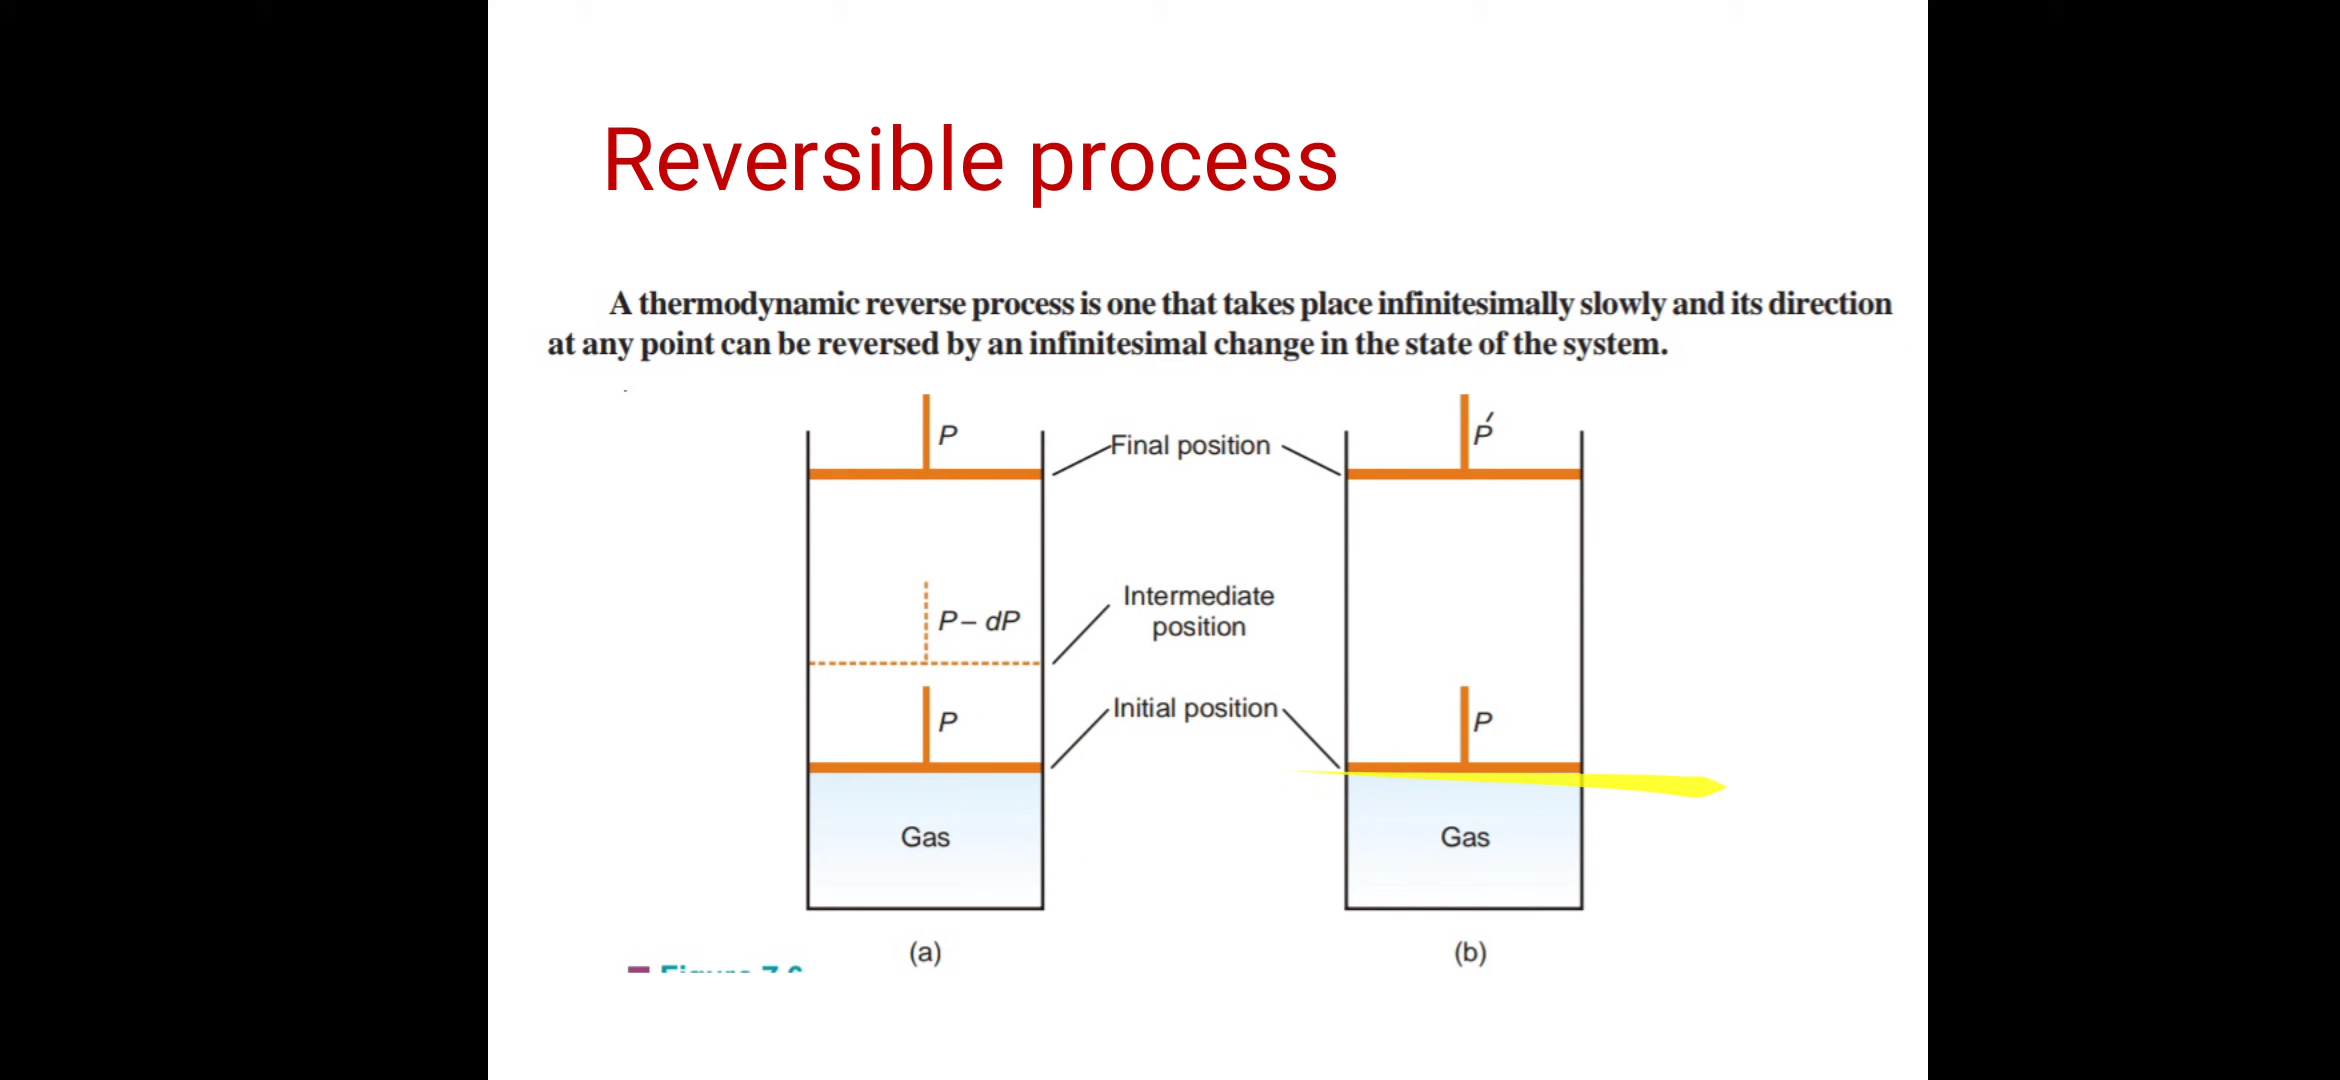 Reversible process
A thermodynamic reverse process is one that takes place infinitesimally slowly and its direction
at any point can be reversed by an infinitesimal change in the state of the system.
P
Final position
Ṕ
P – dP
Intermediate
position
P
Initial position
P
Gas
Gas
(a)
(b)